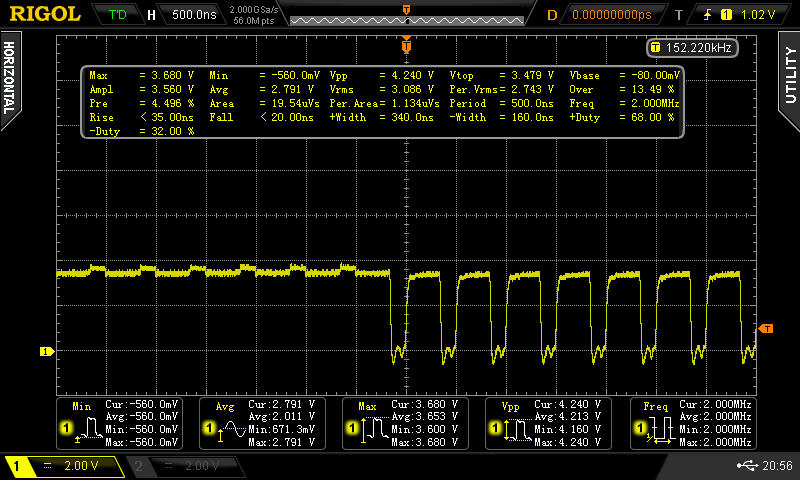 RIGOL T'D H 500.0ns 2.000GSa/s 56.0M pts D 0.00000000ps T 1 1.02 V
HORIZONTAL
UTILITY
T 152.220kHz
Max = 3.680 V Min = -560.0mV Vpp = 4.240 V Vtop = 3.479 V Vbase = -80.00mV
Ampl = 3.560 V Avg = 2.791 V Vrms = 3.086 V Per.Vrms = 2.743 V Over = 13.49 %
Pre = 4.496 % Area = 19.54uVs Per.Area = 1.134uVs Period = 500.0ns Freq = 2.000MHz
Rise < 35.00ns Fall < 20.00ns +Width = 340.0ns -Width = 160.0ns +Duty = 68.00 %
-Duty = 32.00 %
T
T
1
Min Cur:-560.0mV Avg:-560.0mV Min:-560.0mV Max:-560.0mV
1
Avg Cur:2.791 V Avg:2.011 V Min:671.3mV Max:2.791 V
1
Max Cur:3.680 V Avg:3.653 V Min:3.600 V Max:3.680 V
1
Vpp Cur:4.240 V Avg:4.213 V Min:4.160 V Max:4.240 V
1
Freq Cur:2.000MHz Avg:2.000MHz Min:2.000MHz Max:2.000MHz
1
1 2.00 V 2 2.00 V 20:56